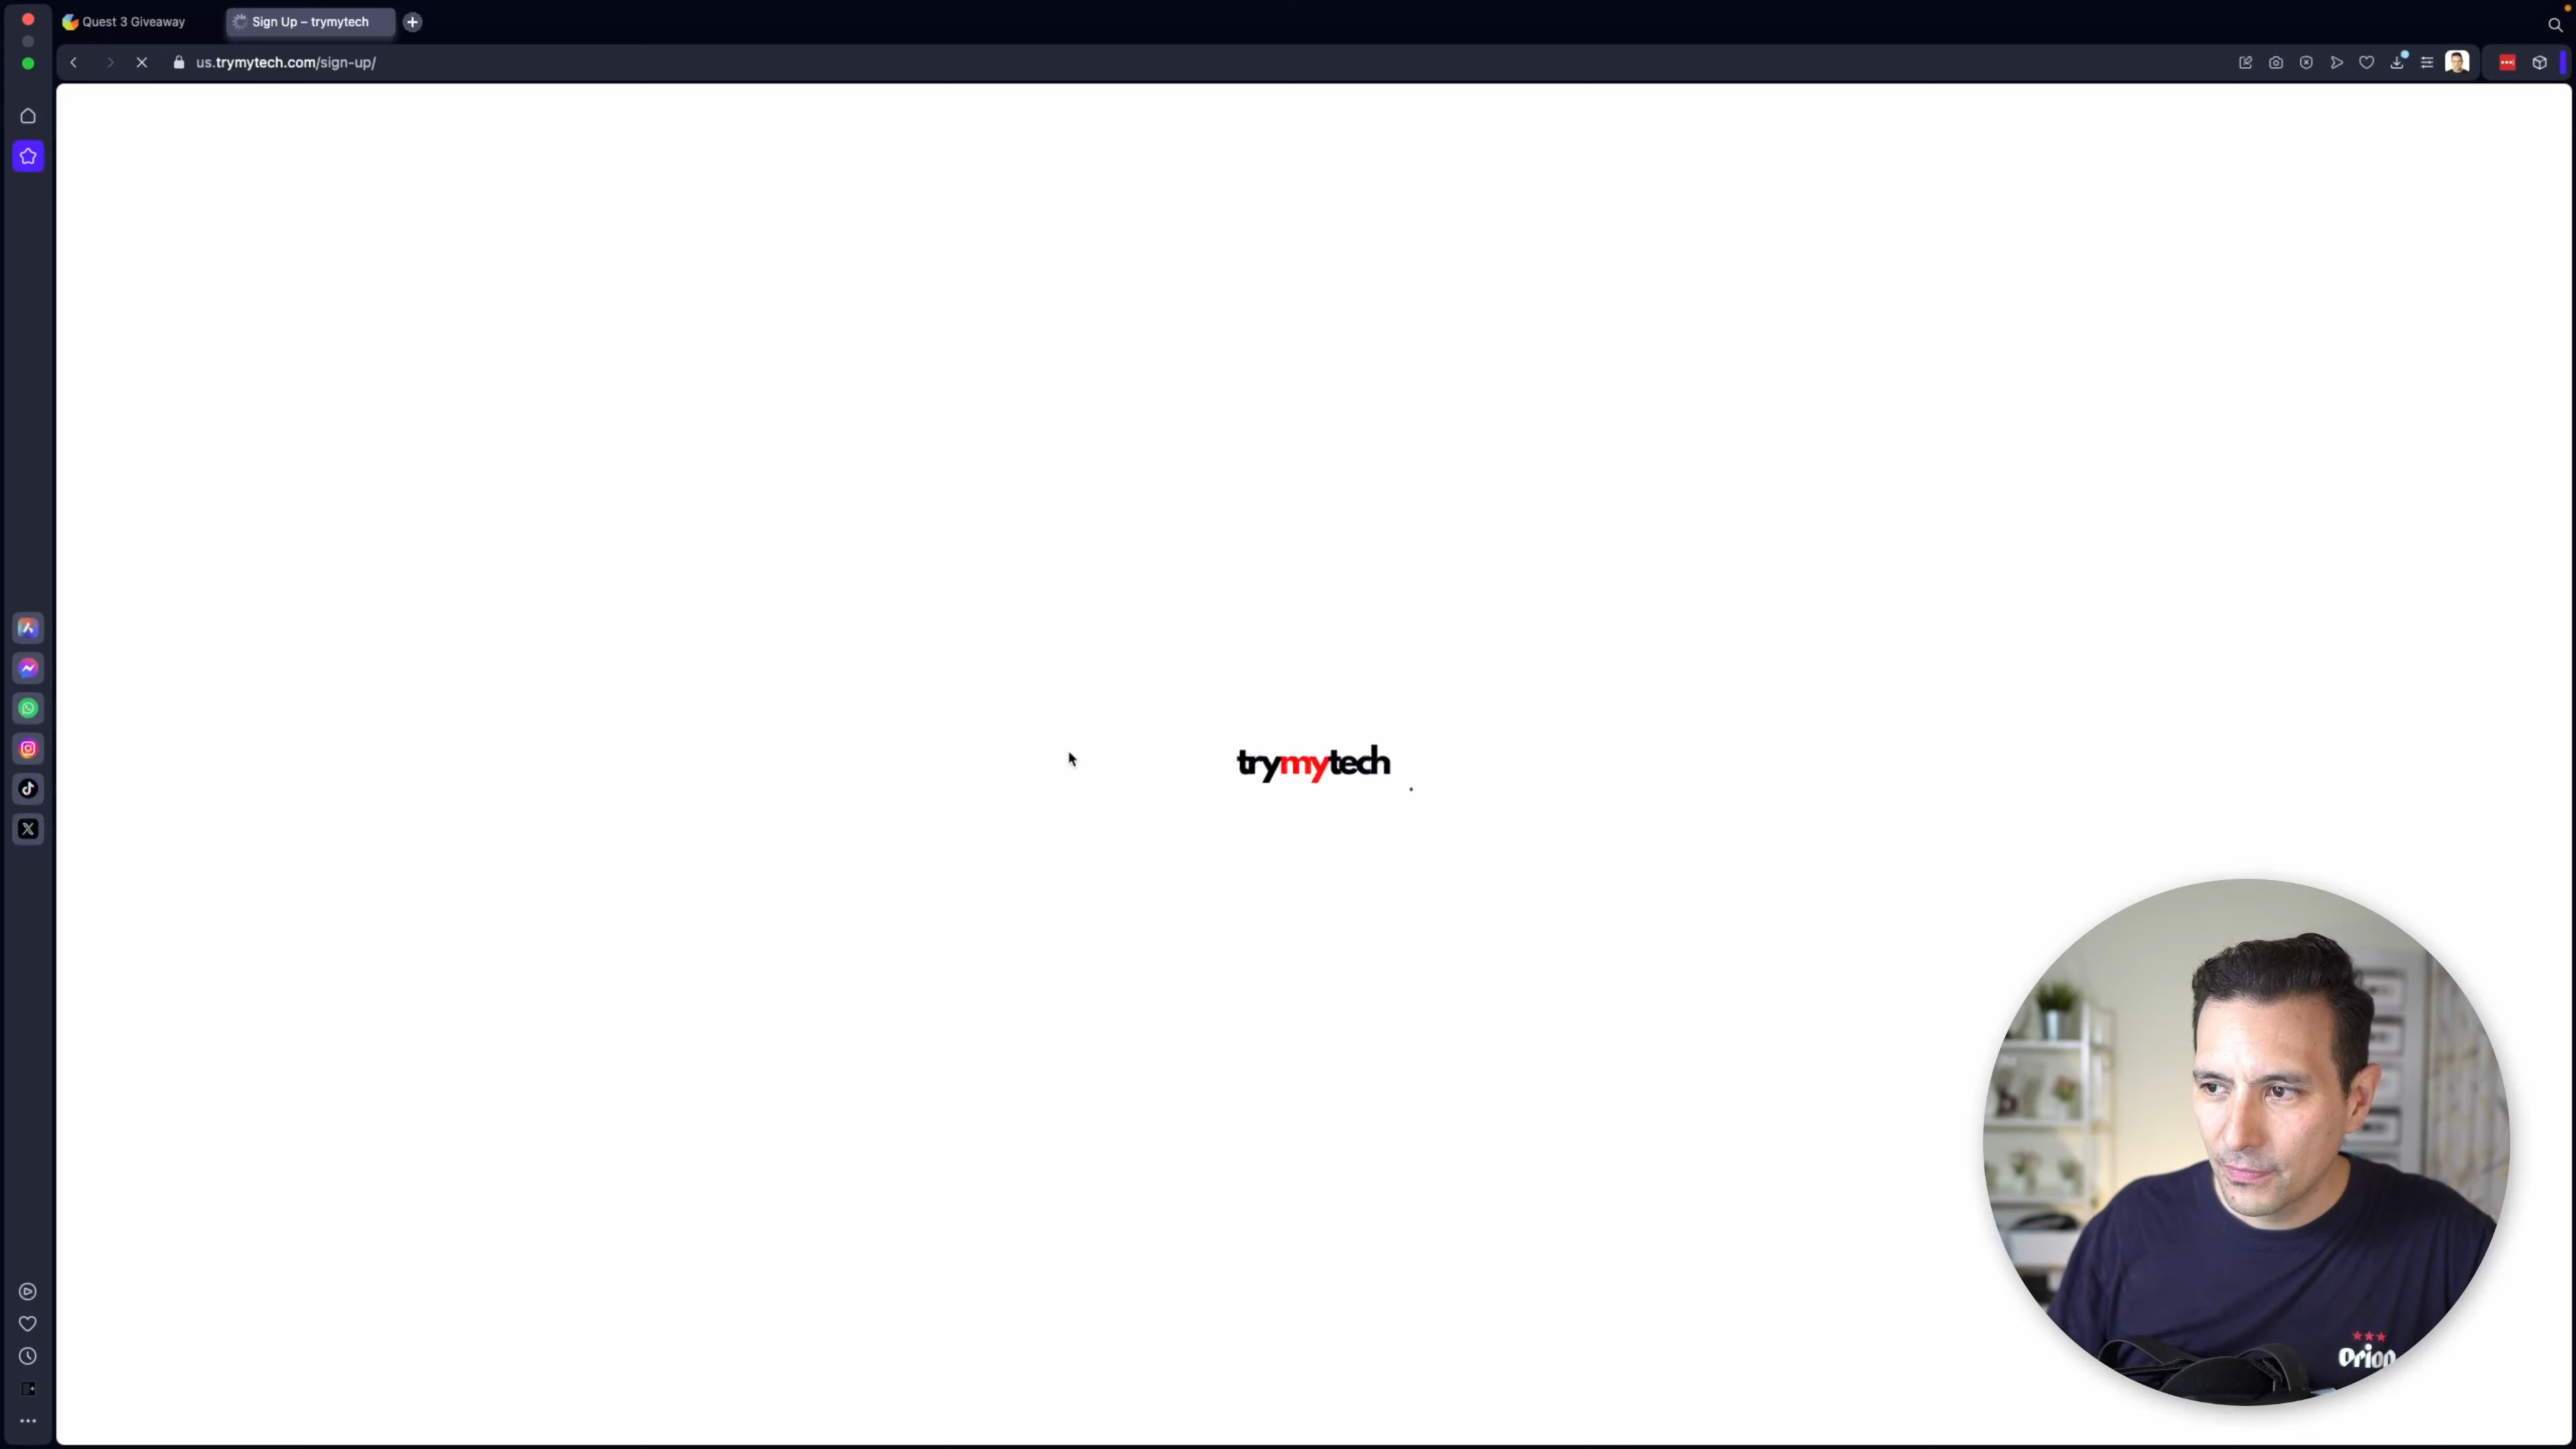 Quest 3 Giveaway
Sign Up – trymytech
us.trymytech.com/sign-up/
trymytech
Orion